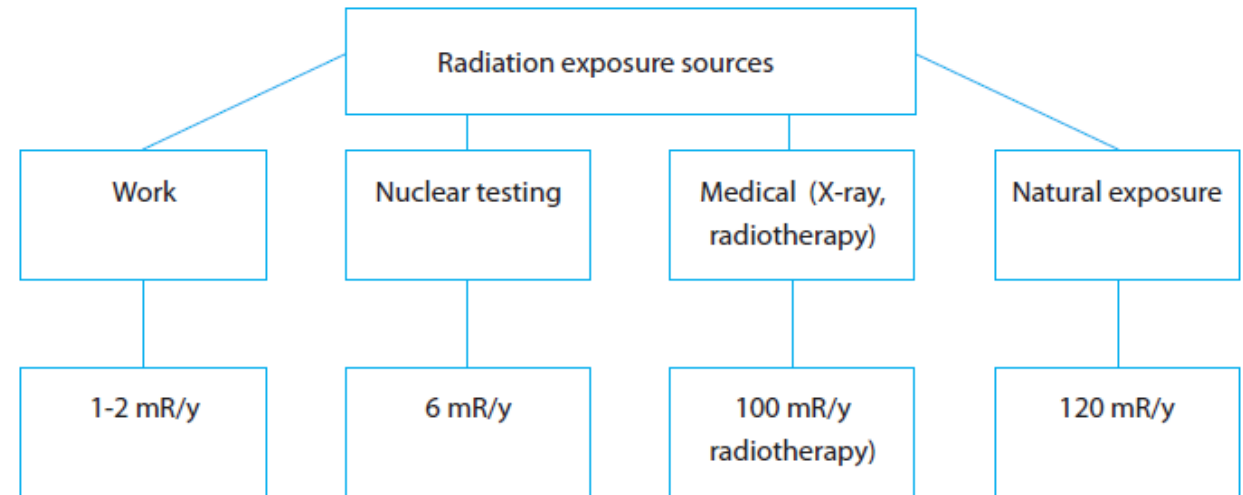 Radiation exposure sources
Work
Nuclear testing
Medical (X-ray,
radiotherapy)
Natural exposure
1-2 mR/y
6 mR/y
100 mR/y
radiotherapy)
120 mR/y